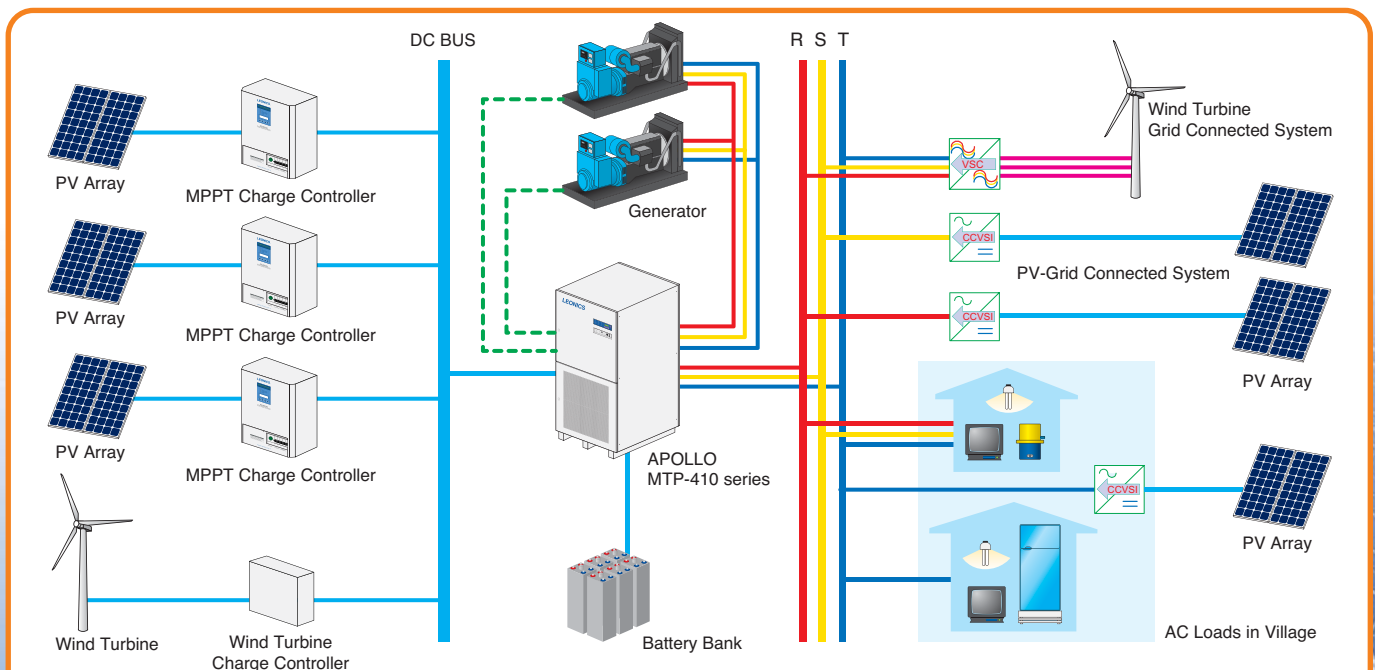 DC BUS
R S T
PV Array
LEONICS
MPPT Charge Controller
PV Array
MPPT Charge Controller
PV Array
LEONICS
MPPT Charge Controller
Wind Turbine
Wind Turbine
Charge Controller
Generator
LEONICS
APOLLO
MTP-410 series
Battery Bank
Wind Turbine
Grid Connected System
VSC
CCVSI
PV-Grid Connected System
CCVSI
PV Array
CCVSI
PV Array
AC Loads in Village